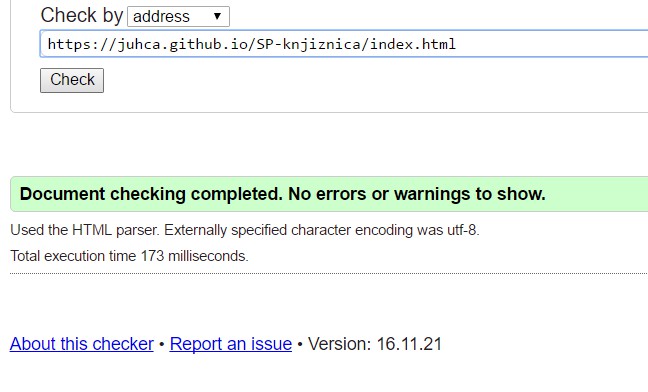 Check by address
https://juhca.github.io/SP-knjiznica/index.html
Check
Document checking completed. No errors or warnings to show.
Used the HTML parser. Externally specified character encoding was utf-8.
Total execution time 173 milliseconds.
About this checker • Report an issue • Version: 16.11.21